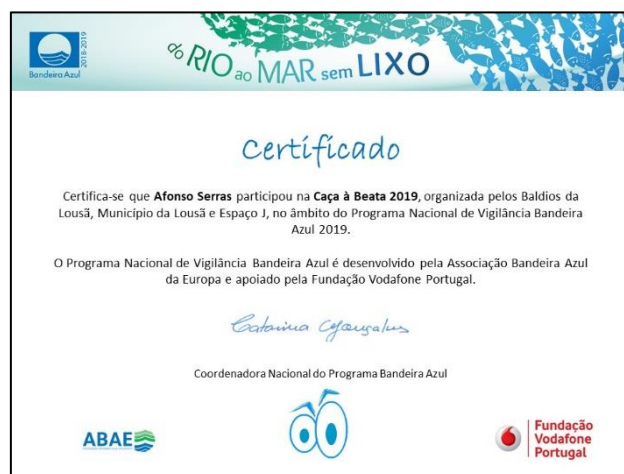 Bandeira Azul
2018-2019
do RIO ao MAR sem LIXO
Certificado
Certifica-se que Afonso Serras participou na Caça à Beata 2019, organizada pelos Baldios da
Lousã, Município da Lousã e Espaço J, no âmbito do Programa Nacional de Vigilância Bandeira
Azul 2019.
O Programa Nacional de Vigilância Bandeira Azul é desenvolvido pela Associação Bandeira Azul
da Europa e apoiado pela Fundação Vodafone Portugal.
Catarina Gonçalves
Coordenadora Nacional do Programa Bandeira Azul
ABAE
Fundação
Vodafone
Portugal